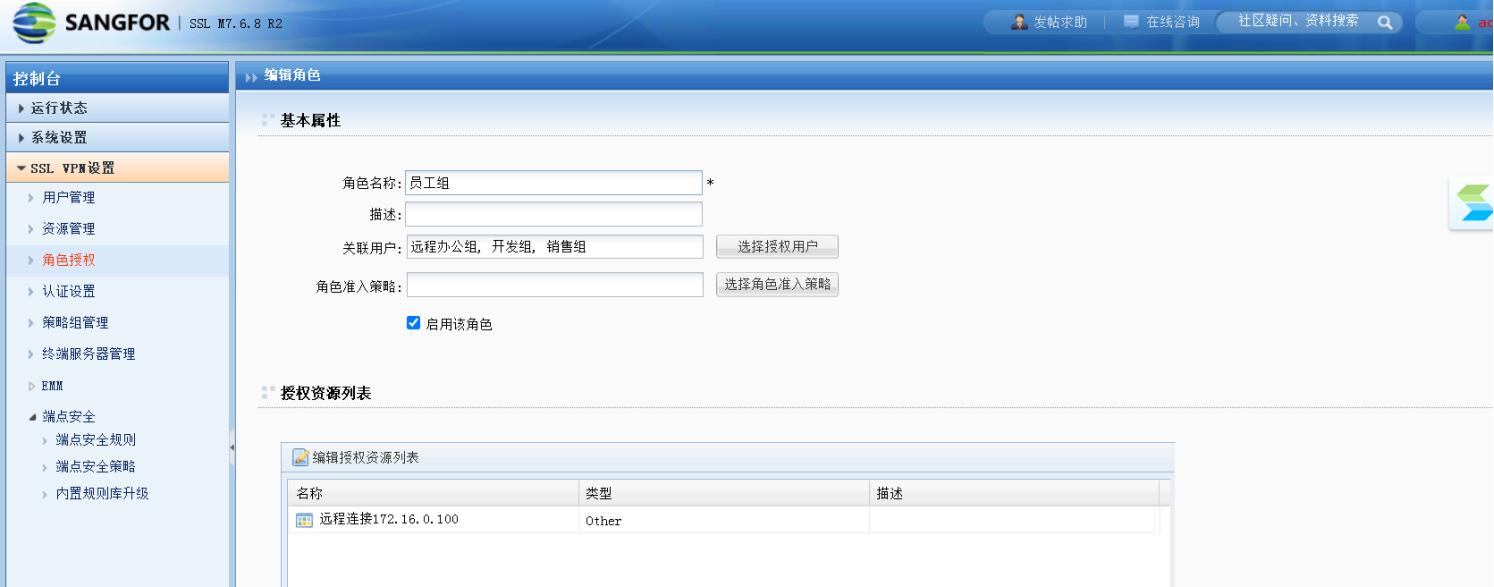 SANGFOR SSL M7.6.8 R2
发帖求助 在线咨询 社区疑问、资料搜索
控制台
运行状态
系统设置
SSL VPN设置
用户管理
资源管理
角色授权
认证设置
策略组管理
终端服务器管理
EMM
端点安全
端点安全规则
端点安全策略
内置规则库升级
编辑角色
基本属性
角色名称: 员工组 *
描述:
关联用户: 远程办公组, 开发组, 销售组 选择授权用户
角色准入策略: 选择角色准入策略
启用该角色
授权资源列表
编辑授权资源列表
名称 类型 描述
远程连接172.16.0.100 Other